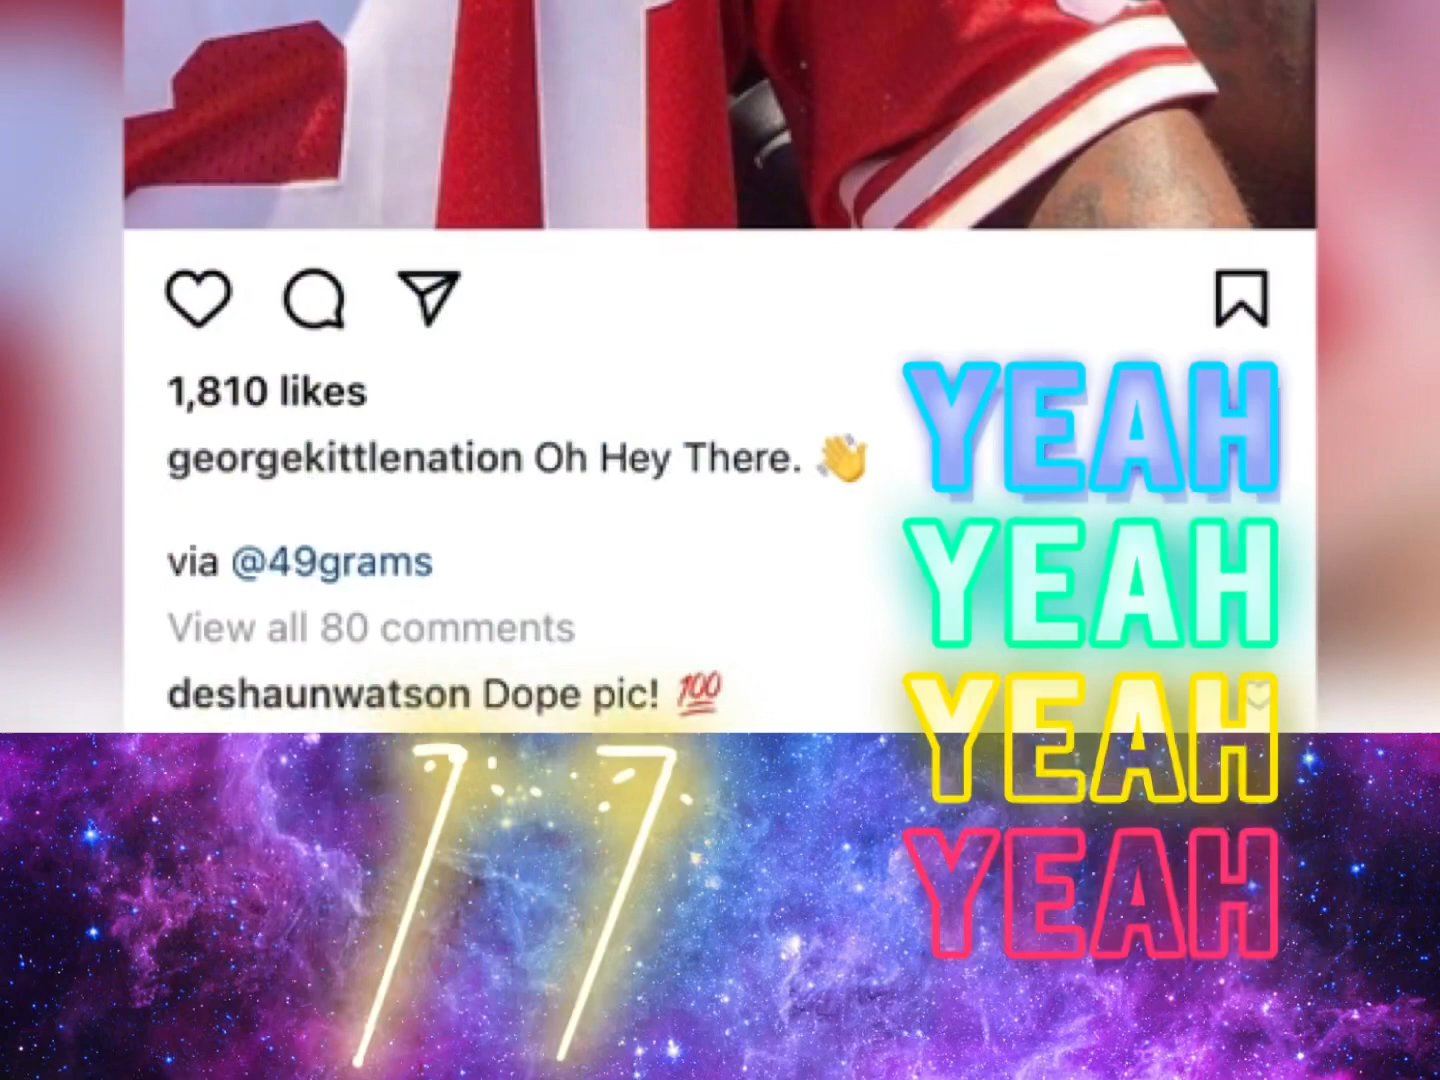 1,810 likes
georgekittlenation Oh Hey There. 👋
via @49grams
View all 80 comments
deshaunwatson Dope pic! 💯
YEAH
YEAH
YEAH
YEAH
77